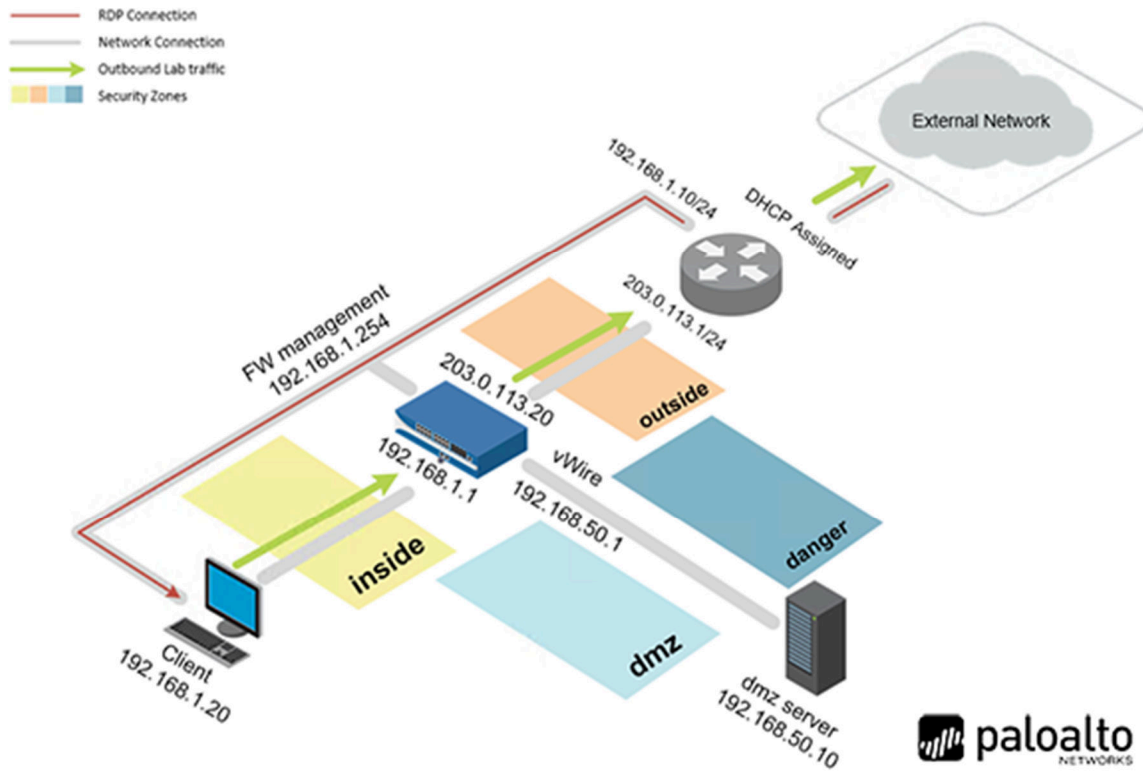 RDP Connection
Network Connection
Outbound Lab traffic
Security Zones
External Network
192.168.1.10/24
DHCP Assigned
203.0.113.1/24
FW management
192.168.1.254
203.0.113.20
outside
192.168.1.1
vWire
192.168.50.1
danger
inside
dmz
Client
192.168.1.20
dmz server
192.168.50.10
paloalto
NETWORKS